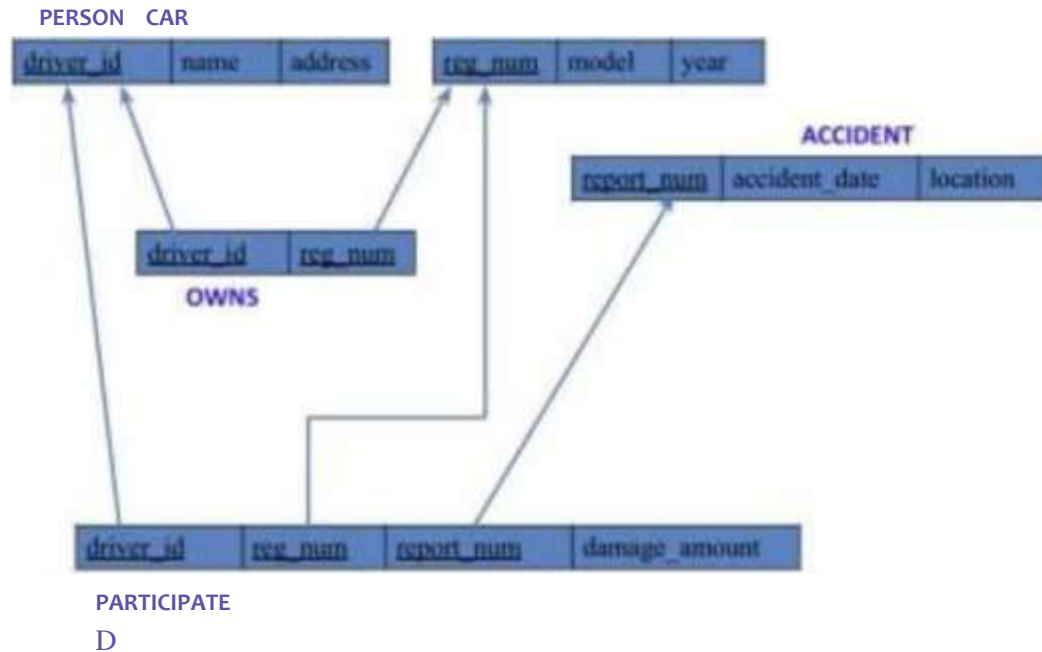 PERSON CAR
driver_id name address reg_num model year
ACCIDENT
report_num accident_date location
driver_id reg_num
OWNS
driver_id reg_num report_num damage_amount
PARTICIPATE
D